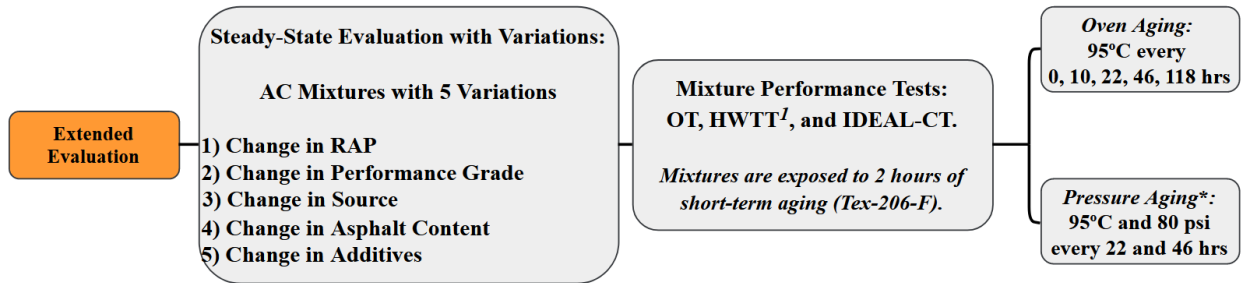 Extended
Evaluation
Steady-State Evaluation with Variations:
AC Mixtures with 5 Variations
1) Change in RAP
2) Change in Performance Grade
3) Change in Source
4) Change in Asphalt Content
5) Change in Additives
Mixture Performance Tests:
OT, HWTT¹, and IDEAL-CT.
Mixtures are exposed to 2 hours of
short-term aging (Tex-206-F).
Oven Aging:
95ºC every
0, 10, 22, 46, 118 hrs
Pressure Aging*:
95ºC and 80 psi
every 22 and 46 hrs